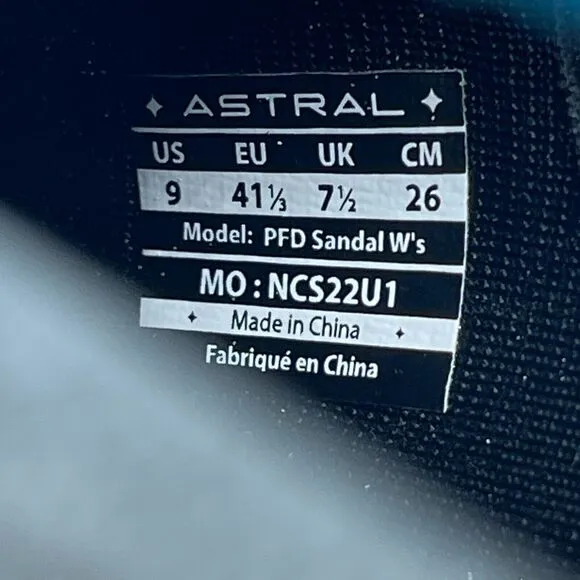 ✦ ASTRAL ✦
US EU UK CM
9 41⅓ 7½ 26
Model: PFD Sandal W's
MO : NCS22U1
✦ Made in China ✦
Fabriqué en China